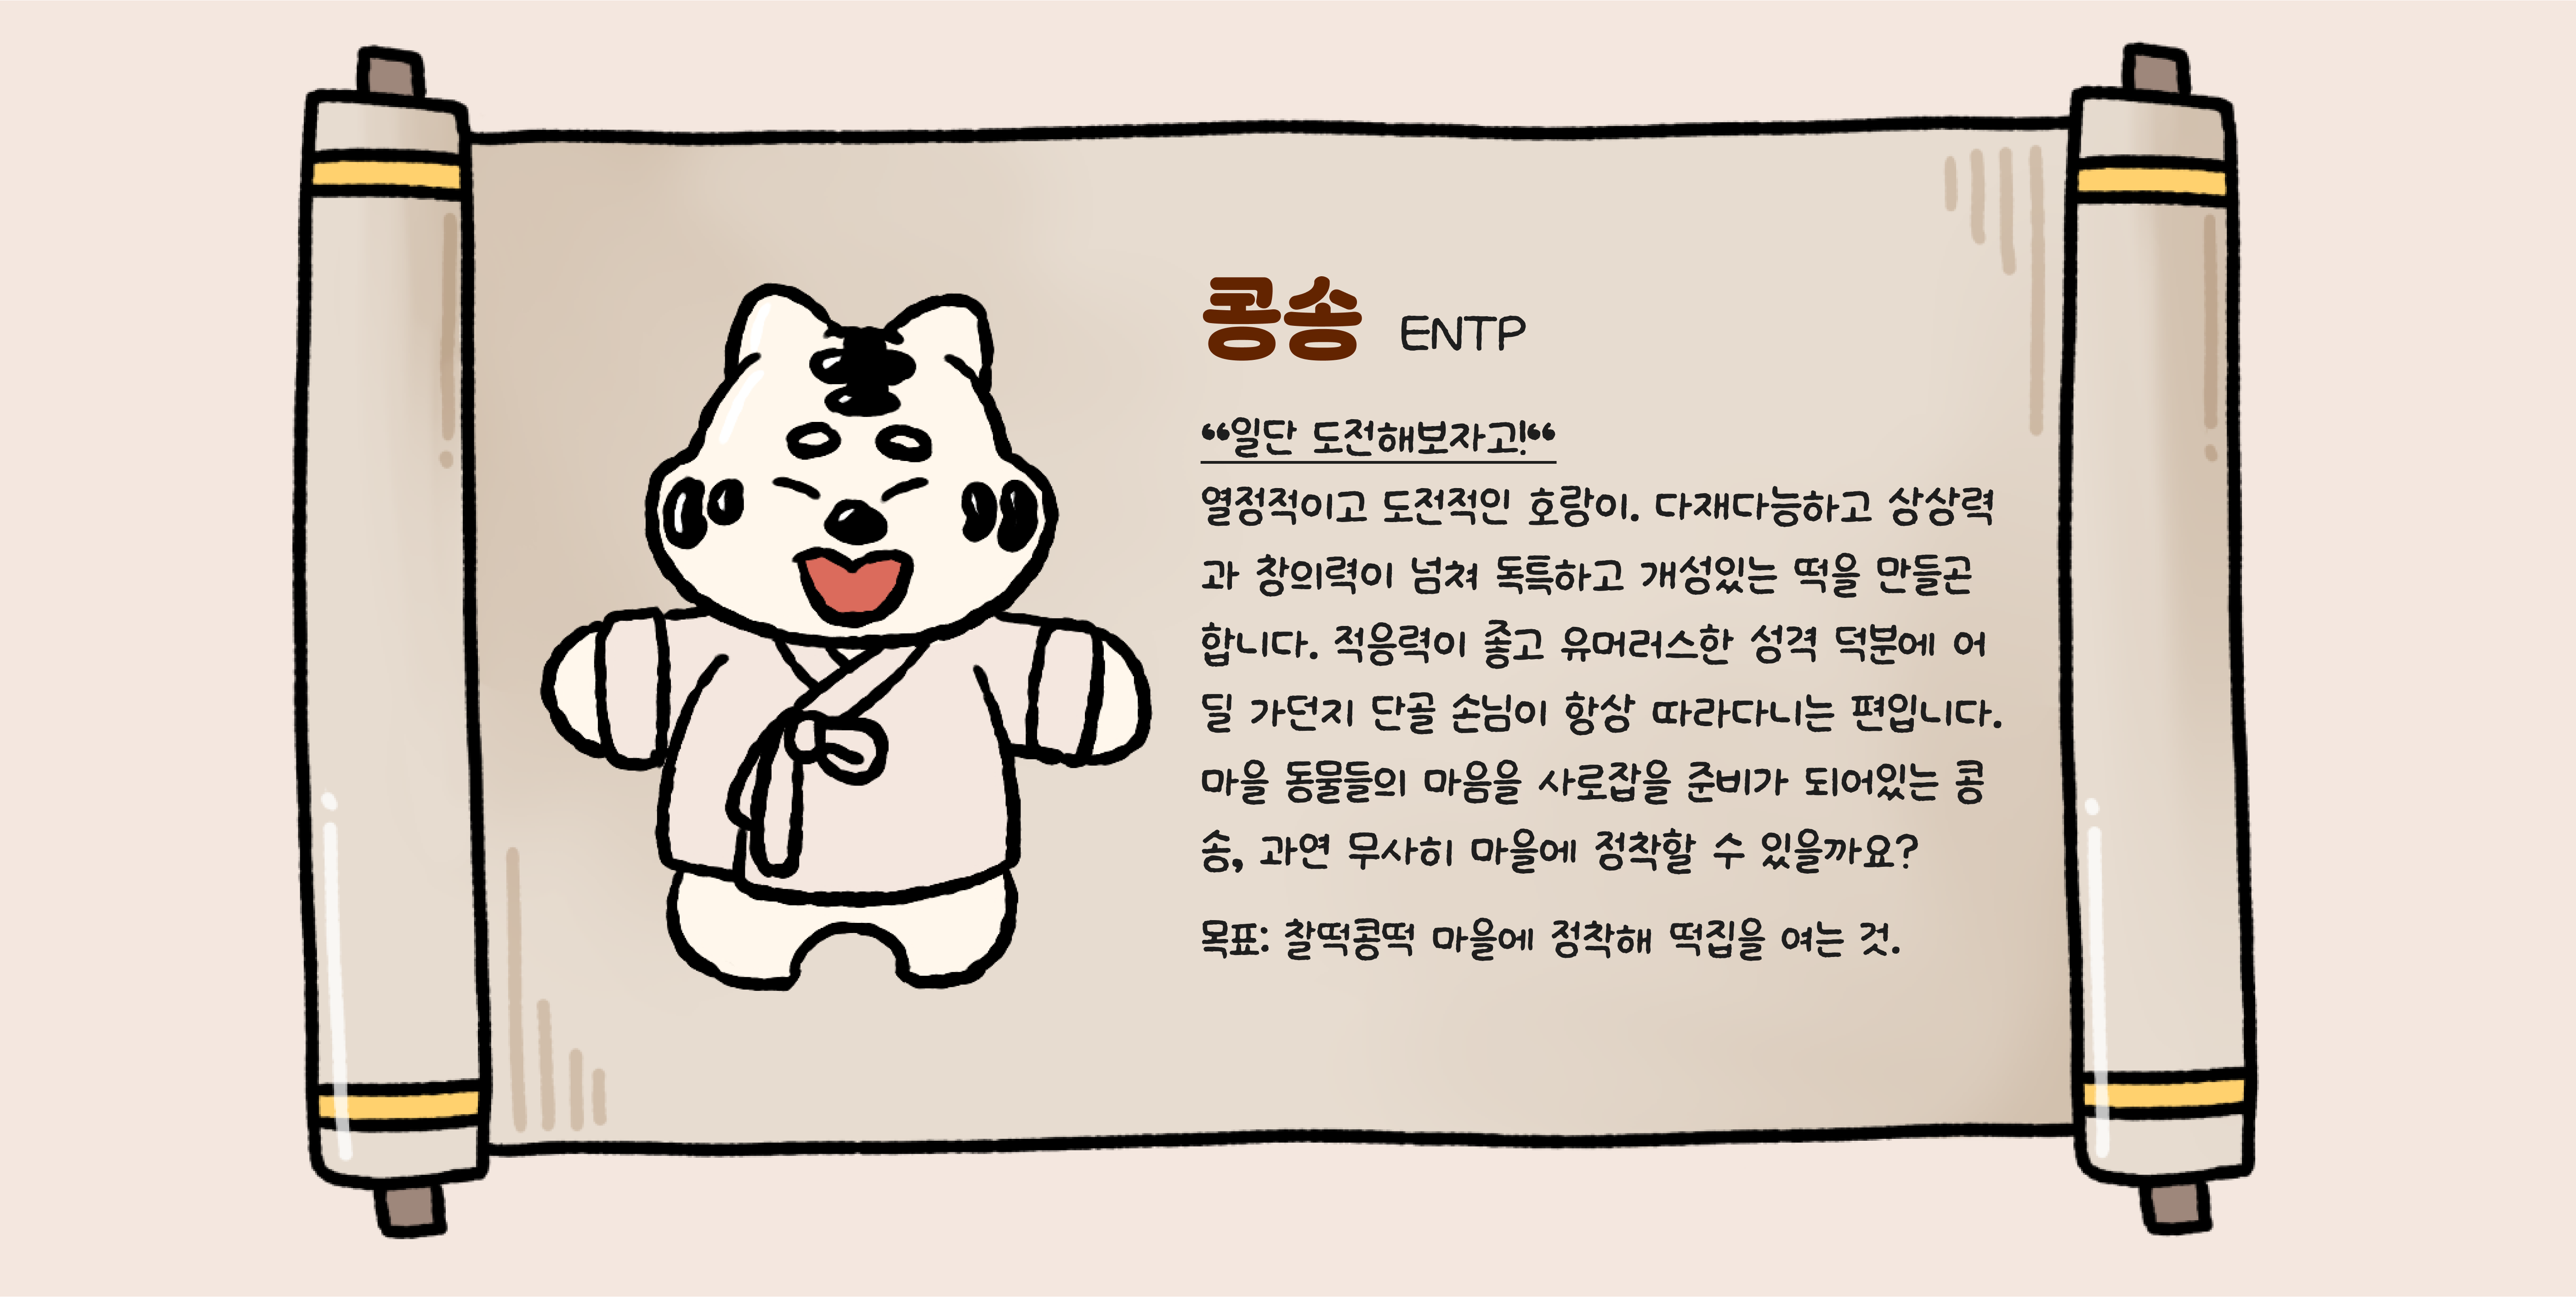 콩송 ENTP
“일단 도전해보자고!“
열정적이고 도전적인 호랑이. 다재다능하고 상상력
과 창의력이 넘쳐 독특하고 개성있는 떡을 만들곤
합니다. 적응력이 좋고 유머러스한 성격 덕분에 어
딜 가던지 단골 손님이 항상 따라다니는 편입니다.
마을 동물들의 마음을 사로잡을 준비가 되어있는 콩
송, 과연 무사히 마을에 정착할 수 있을까요?
목표: 찰떡콩떡 마을에 정착해 떡집을 여는 것.